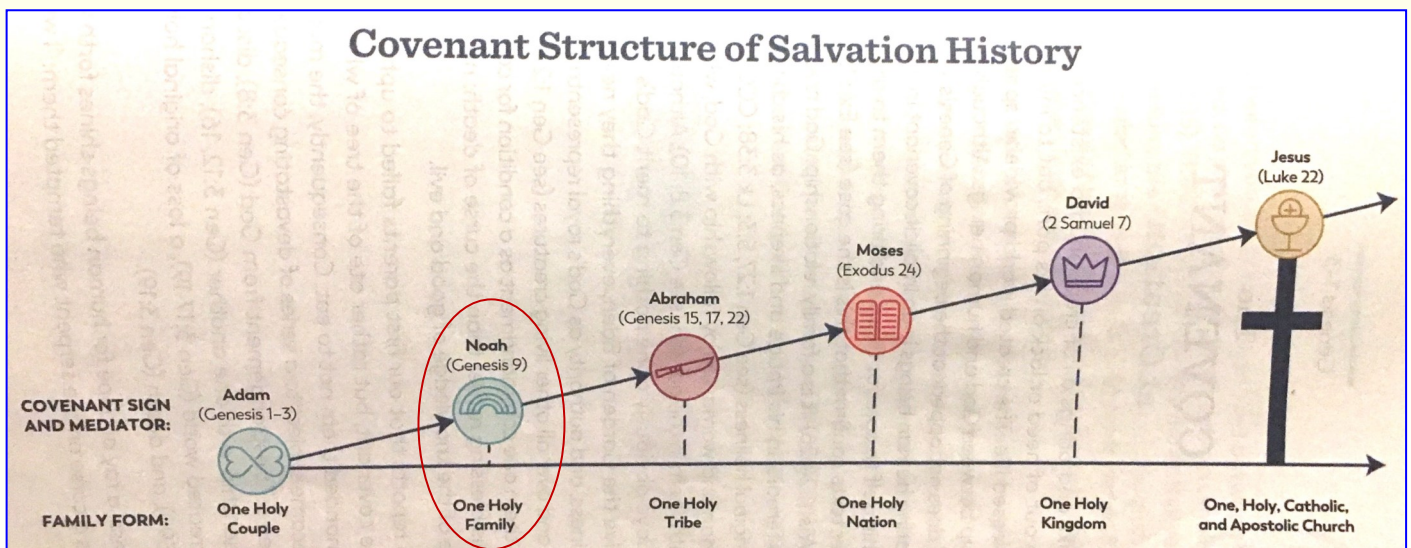 Covenant Structure of Salvation History
Jesus
(Luke 22)
David
(2 Samuel 7)
Moses
(Exodus 24)
Abraham
(Genesis 15, 17, 22)
Noah
(Genesis 9)
Adam
(Genesis 1–3)
COVENANT SIGN
AND MEDIATOR:
FAMILY FORM:
One Holy
Couple
One Holy
Family
One Holy
Tribe
One Holy
Nation
One Holy
Kingdom
One, Holy, Catholic,
and Apostolic Church